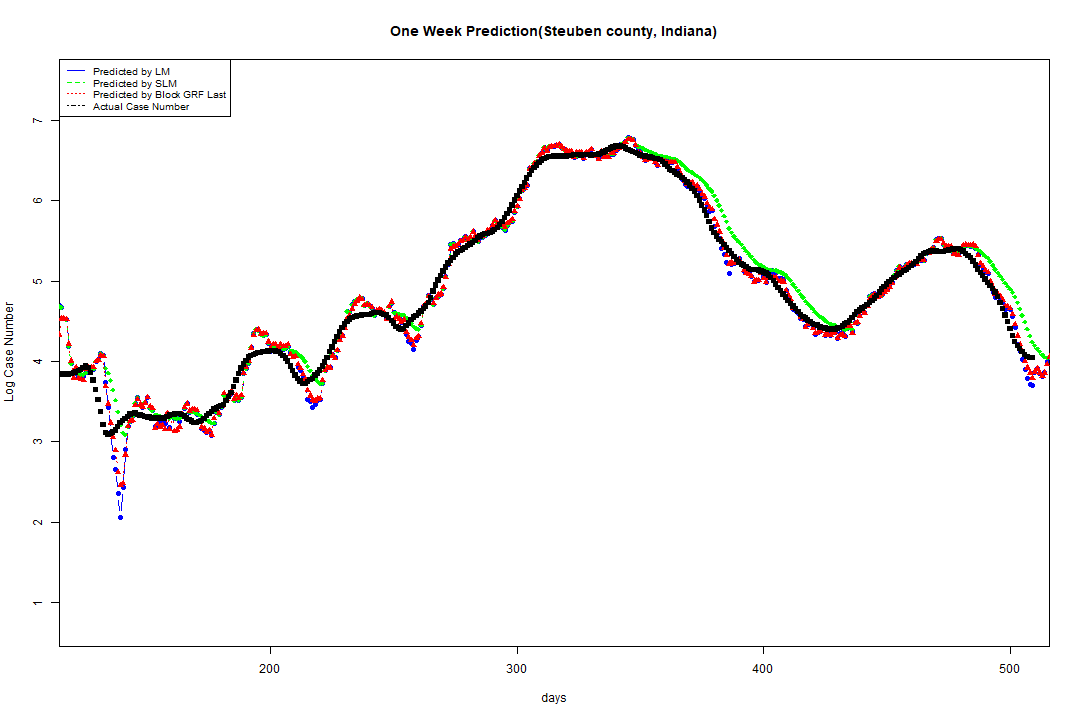 One Week Prediction(Steuben county, Indiana)
Predicted by LM
Predicted by SLM
Predicted by Block GRF Last
Actual Case Number
7
6
5
4
3
2
1
Log Case Number
200 300 400 500
days